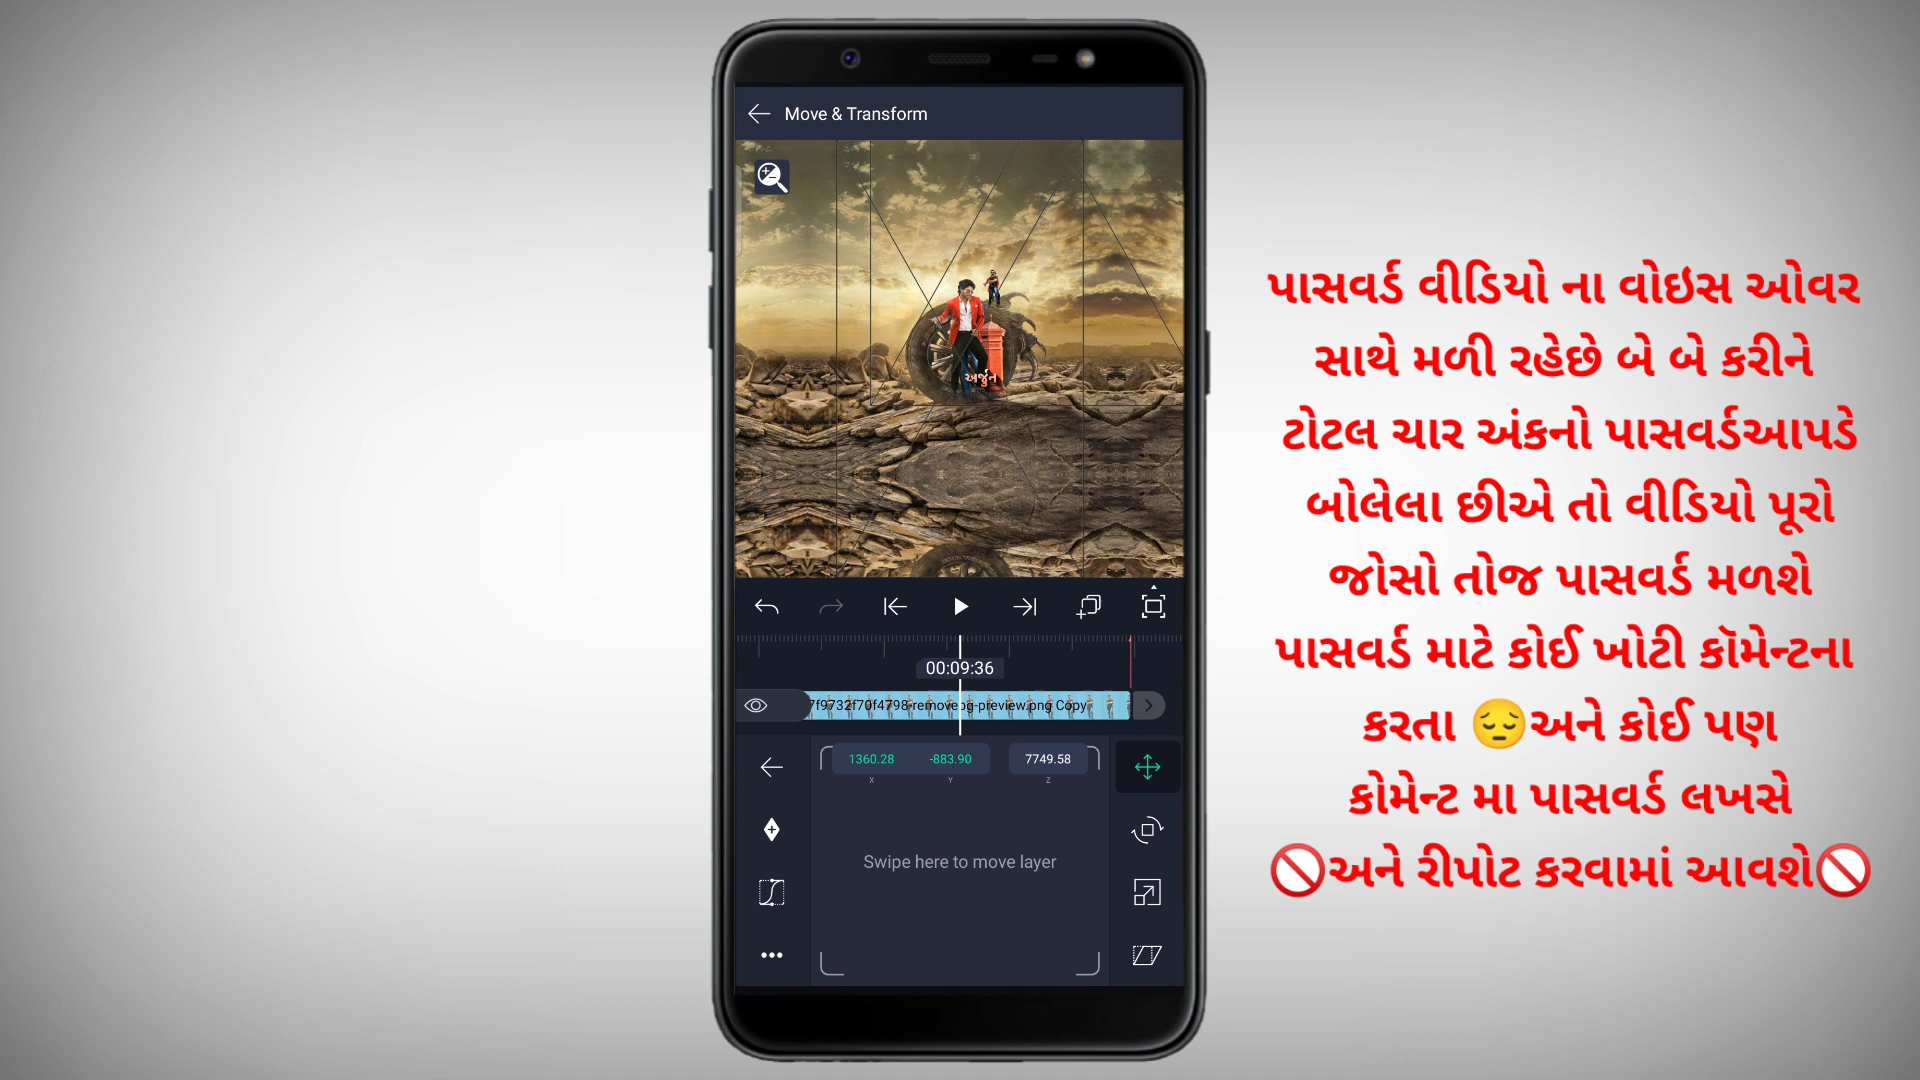 Move & Transform
અર્જુન
00:09:36
7f9732f70f4798-removebg-preview.png Copy
1360.28 -883.90 7749.58
X Y Z
Swipe here to move layer
પાસવર્ડ વીડિયો ના વોઇસ ઓવર
સાથે મળી રહેછે બે બે કરીને
ટોટલ ચાર અંકનો પાસવર્ડઆપડે
બોલેલા છીએ તો વીડિયો પૂરો
જોસો તોજ પાસવર્ડ મળશે
પાસવર્ડ માટે કોઈ ખોટી કૉમેન્ટના
કરતા 😔અને કોઈ પણ
કોમેન્ટ મા પાસવર્ડ લખસે
🚫અને રીપોટ કરવામાં આવશે🚫